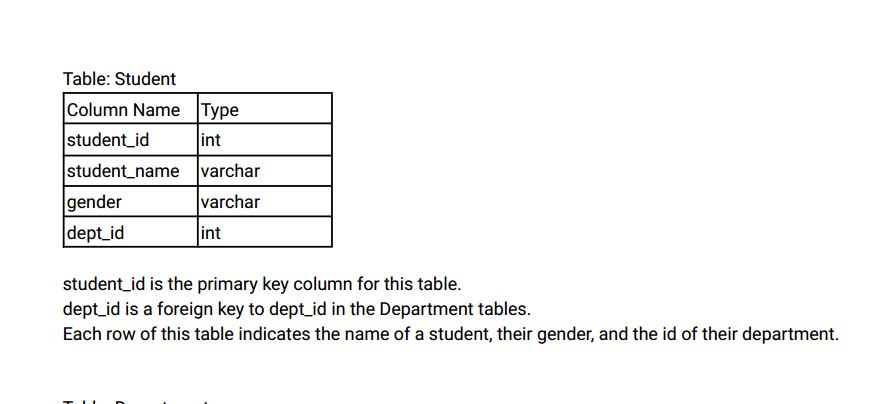 Table: Student
Column Name Type
student_id int
student_name varchar
gender varchar
dept_id int
student_id is the primary key column for this table.
dept_id is a foreign key to dept_id in the Department tables.
Each row of this table indicates the name of a student, their gender, and the id of their department.